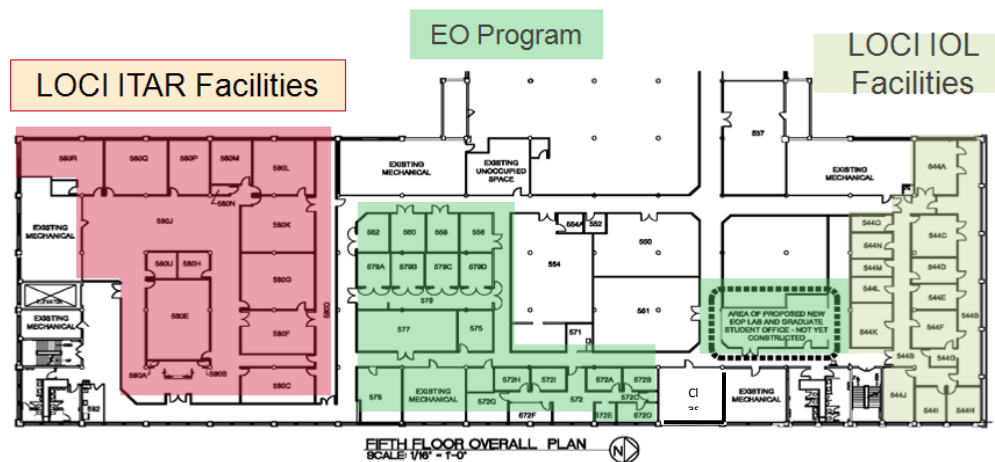 EO Program
LOCI ITAR Facilities
LOCI IOL
Facilities
580R
580Q
580P
580M
580L
580N
EXISTING
MECHANICAL
EXISTING
UNOCCUPIED
SPACE
537
EXISTING
MECHANICAL
544A
EXISTING
MECHANICAL
580J
580K
562
560
558
556
554A
552
550
554
544O
544N
544C
580U
580H
579A
579B
579C
579D
544M
544D
580G
579
544L
544E
580E
561
AREA OF PROPOSED NEW
EOP LAB AND GRADUATE
STUDENT OFFICE - NOT YET
CONSTRUCTED
544S
EXISTING
MECHANICAL
577
575
571
544K
544F
580F
580D
544B
544G
580A
580B
580C
572H
572I
572A
572B
EXISTING
MECHANICAL
572G
572
572C
CI
as
EXISTING
MECHANICAL
544J
544I
544H
592
572F
572E
572D
FIFTH FLOOR OVERALL PLAN
SCALE: 1/16" = 1'-0"
N